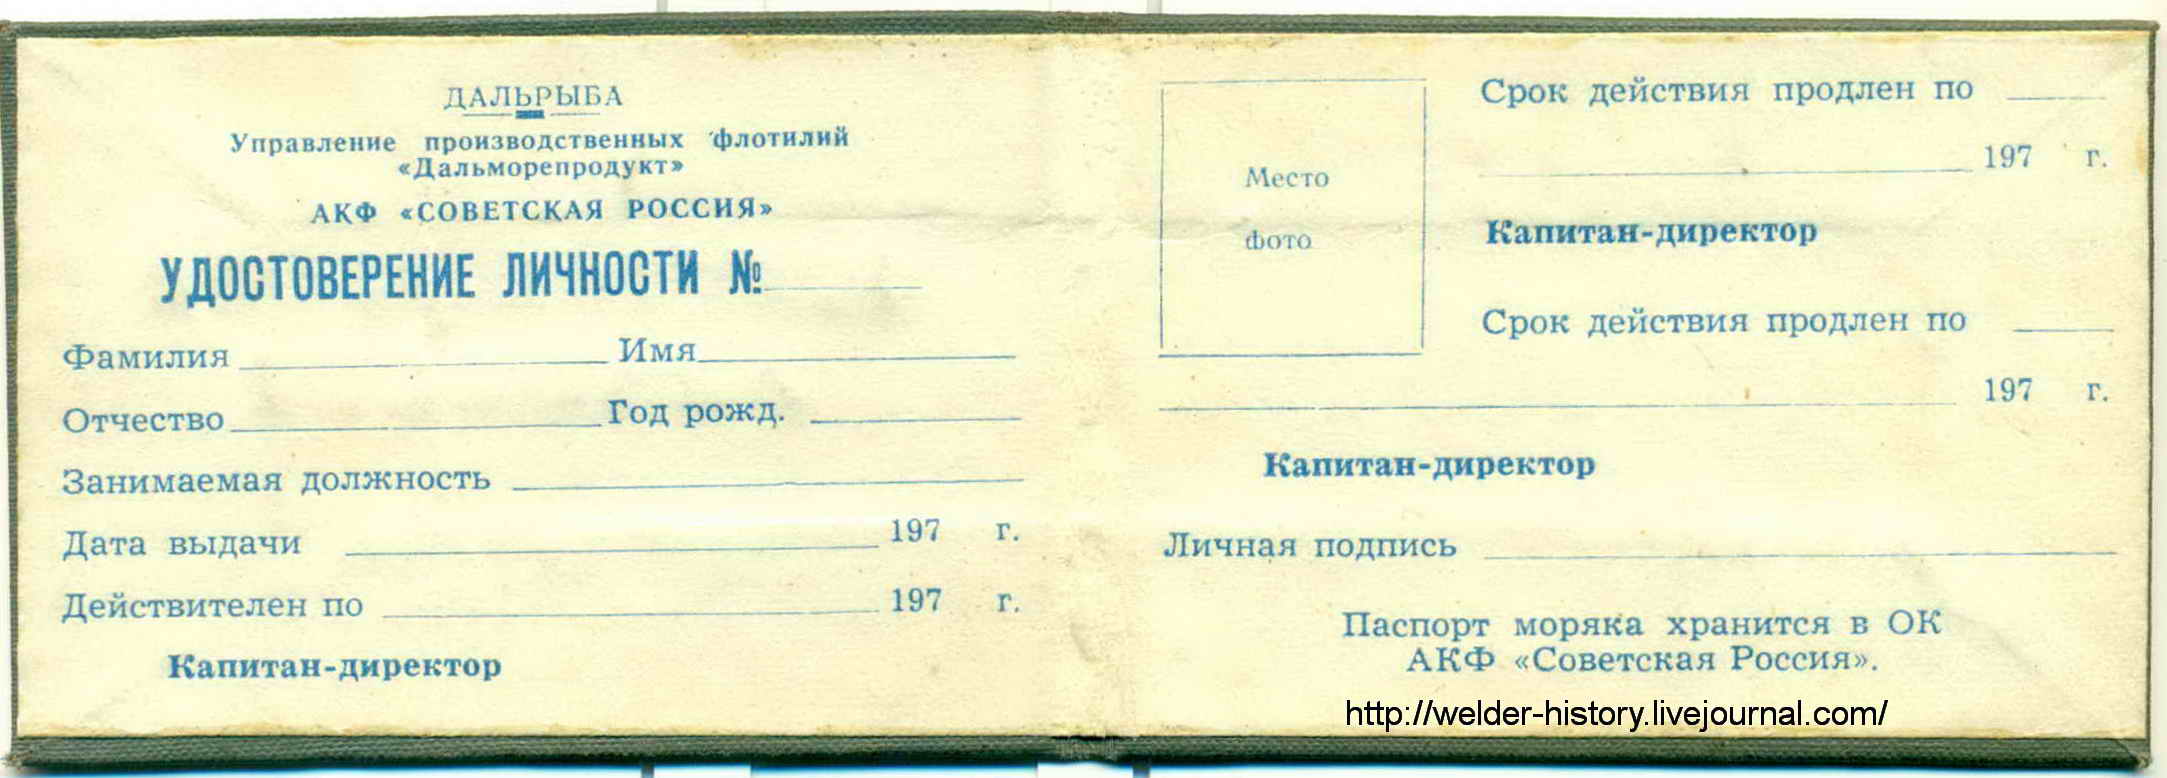 ДАЛЬРЫБА
Управление производственных флотилий
«Дальморепродукт»
АКФ «СОВЕТСКАЯ РОССИЯ»
УДОСТОВЕРЕНИЕ ЛИЧНОСТИ №
Фамилия Имя
Отчество Год рожд.
Занимаемая должность
Дата выдачи 197 г.
Действителен по 197 г.
Капитан-директор
Место
фото
Срок действия продлен по
197 г.
Капитан-директор
Срок действия продлен по
197 г.
Капитан-директор
Личная подпись
Паспорт моряка хранится в ОК
АКФ «Советская Россия».
http://welder-history.livejournal.com/